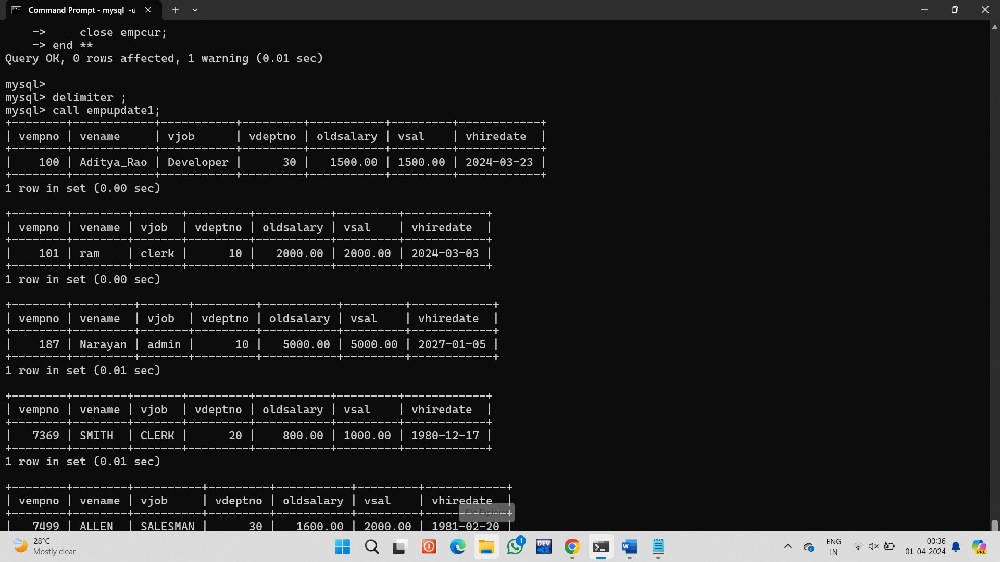 Command Prompt - mysql  -u
    ->     close empcur;
    -> end **
Query OK, 0 rows affected, 1 warning (0.01 sec)
mysql>
mysql> delimiter ;
mysql> call empupdate1;
+--------+------------+-----------+---------+-----------+---------+------------+
| vempno | vename     | vjob      | vdeptno | oldsalary | vsal    | vhiredate  |
+--------+------------+-----------+---------+-----------+---------+------------+
|    100 | Aditya_Rao | Developer |      30 |   1500.00 | 1500.00 | 2024-03-23 |
+--------+------------+-----------+---------+-----------+---------+------------+
1 row in set (0.00 sec)
+--------+--------+-------+---------+-----------+---------+------------+
| vempno | vename | vjob  | vdeptno | oldsalary | vsal    | vhiredate  |
+--------+--------+-------+---------+-----------+---------+------------+
|    101 | ram    | clerk |      10 |   2000.00 | 2000.00 | 2024-03-03 |
+--------+--------+-------+---------+-----------+---------+------------+
1 row in set (0.00 sec)
+--------+---------+-------+---------+-----------+---------+------------+
| vempno | vename  | vjob  | vdeptno | oldsalary | vsal    | vhiredate  |
+--------+---------+-------+---------+-----------+---------+------------+
|    187 | Narayan | admin |      10 |   5000.00 | 5000.00 | 2027-01-05 |
+--------+---------+-------+---------+-----------+---------+------------+
1 row in set (0.01 sec)
+--------+--------+-------+---------+-----------+---------+------------+
| vempno | vename | vjob  | vdeptno | oldsalary | vsal    | vhiredate  |
+--------+--------+-------+---------+-----------+---------+------------+
|   7369 | SMITH  | CLERK |      20 |    800.00 | 1000.00 | 1980-12-17 |
+--------+--------+-------+---------+-----------+---------+------------+
1 row in set (0.01 sec)
+--------+--------+----------+---------+-----------+---------+------------+
| vempno | vename | vjob     | vdeptno | oldsalary | vsal    | vhiredate  |
+--------+--------+----------+---------+-----------+---------+------------+
File Explorer
|   7499 | ALLEN  | SALESMAN |      30 |   1600.00 | 2000.00 | 1981-02-20 |
28°C
Mostly clear
1
DEV
C++
W
PRE
ENG
IN
00:36
01-04-2024